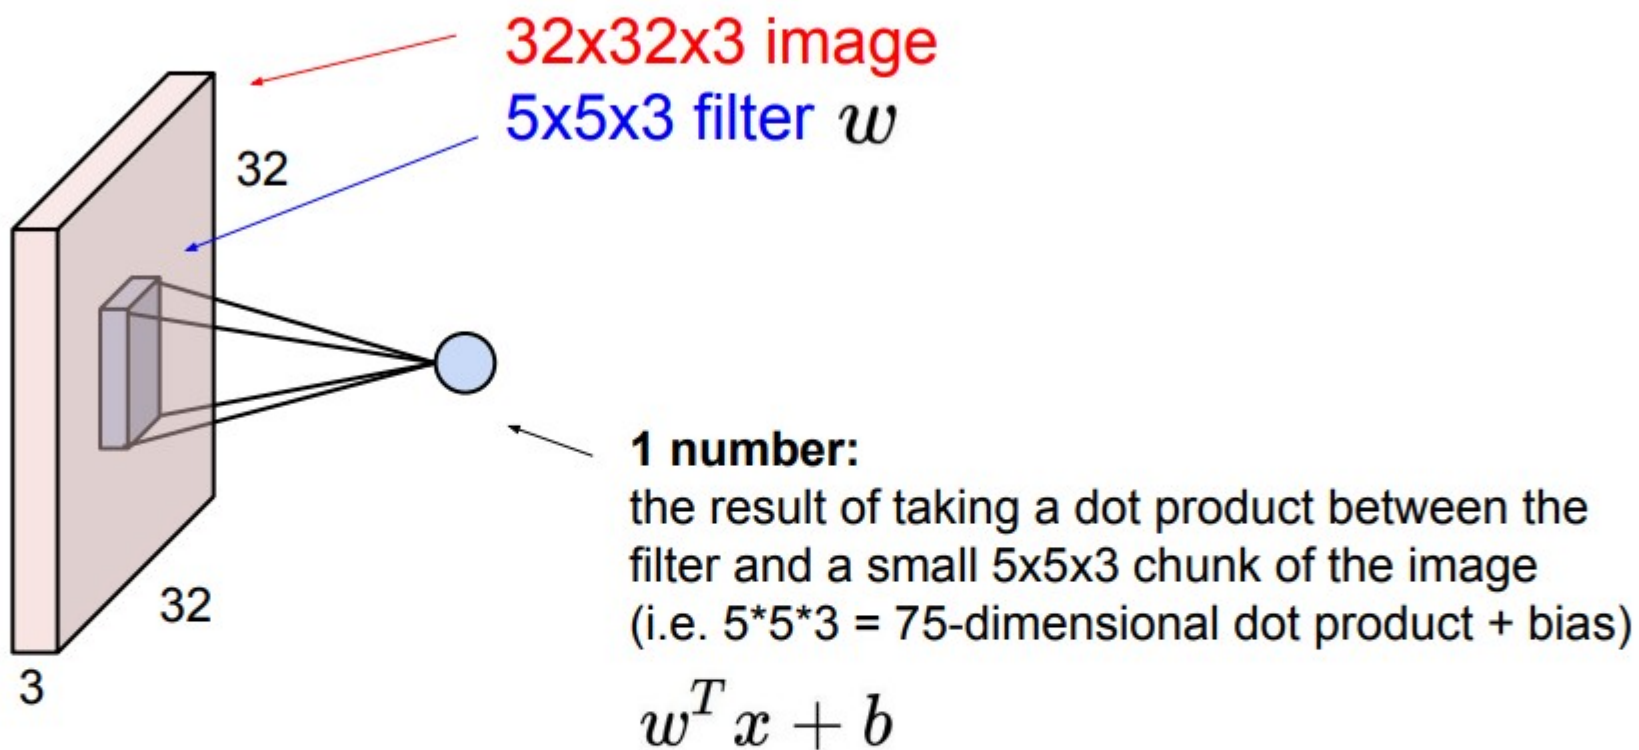 32x32x3 image
5x5x3 filter w
32
32
3
1 number:
the result of taking a dot product between the
filter and a small 5x5x3 chunk of the image
(i.e. 5*5*3 = 75-dimensional dot product + bias)
w^T x + b